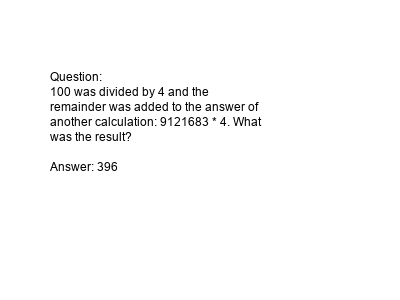 Question:
100 was divided by 4 and the
remainder was added to the answer of
another calculation: 9121683 * 4. What
was the result?
Answer: 396